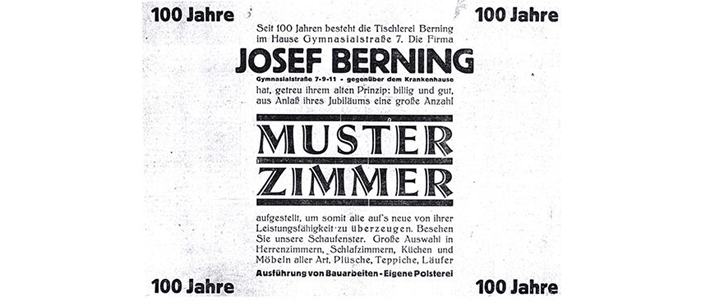 100 Jahre
100 Jahre
Seit 100 Jahren besteht die Tischlerei Berning
im Hause Gymnasialstraße 7. Die Firma
JOSEF BERNING
Gymnasialstraße 7-9-11 - gegenüber dem Krankenhause
hat, getreu ihrem alten Prinzip: billig und gut,
aus Anlaß ihres Jubiläums eine große Anzahl
MUSTER
ZIMMER
aufgestellt, um somit alle auf's neue von ihrer
Leistungsfähigkeit zu überzeugen. Besehen
Sie unsere Schaufenster. Große Auswahl in
Herrenzimmern, Schlafzimmern, Küchen und
Möbeln aller Art, Plüsche, Teppiche, Läufer
Ausführung von Bauarbeiten - Eigene Polsterei
100 Jahre
100 Jahre